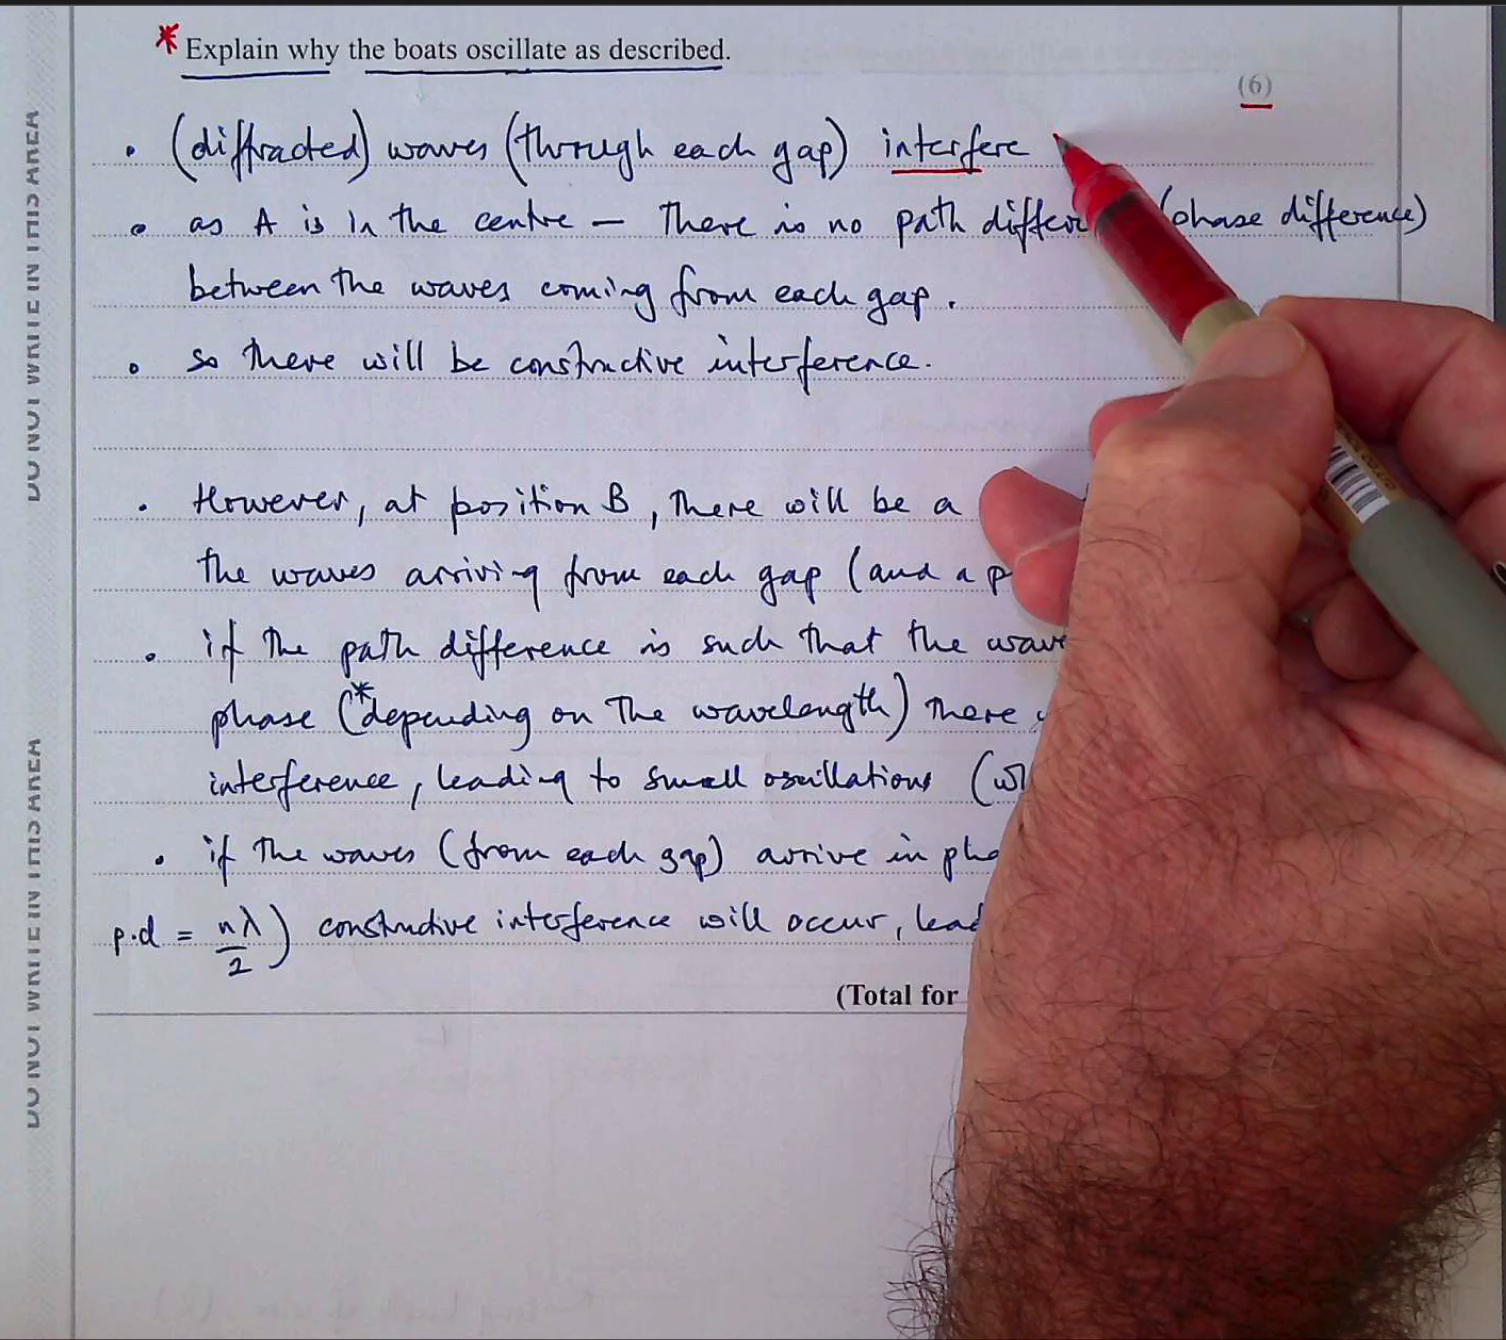 * Explain why the boats oscillate as described.
(6)
• (diffracted) waves (through each gap) interfere
• as A is in the centre – there is no path differen (phase difference)
between the waves coming from each gap.
• so there will be constructive interference.
• However, at position B, there will be a
the waves arriving from each gap (and a p
• if the path difference is such that the wave
phase (*depending on the wavelength) there
interference, leading to small oscillations (
• if the waves (from each gap) arrive in pha
p.d = nλ/2) constructive interference will occur, lead
(Total for
DO NOT WRITE IN THIS AREA
DO NOT WRITE IN THIS AREA